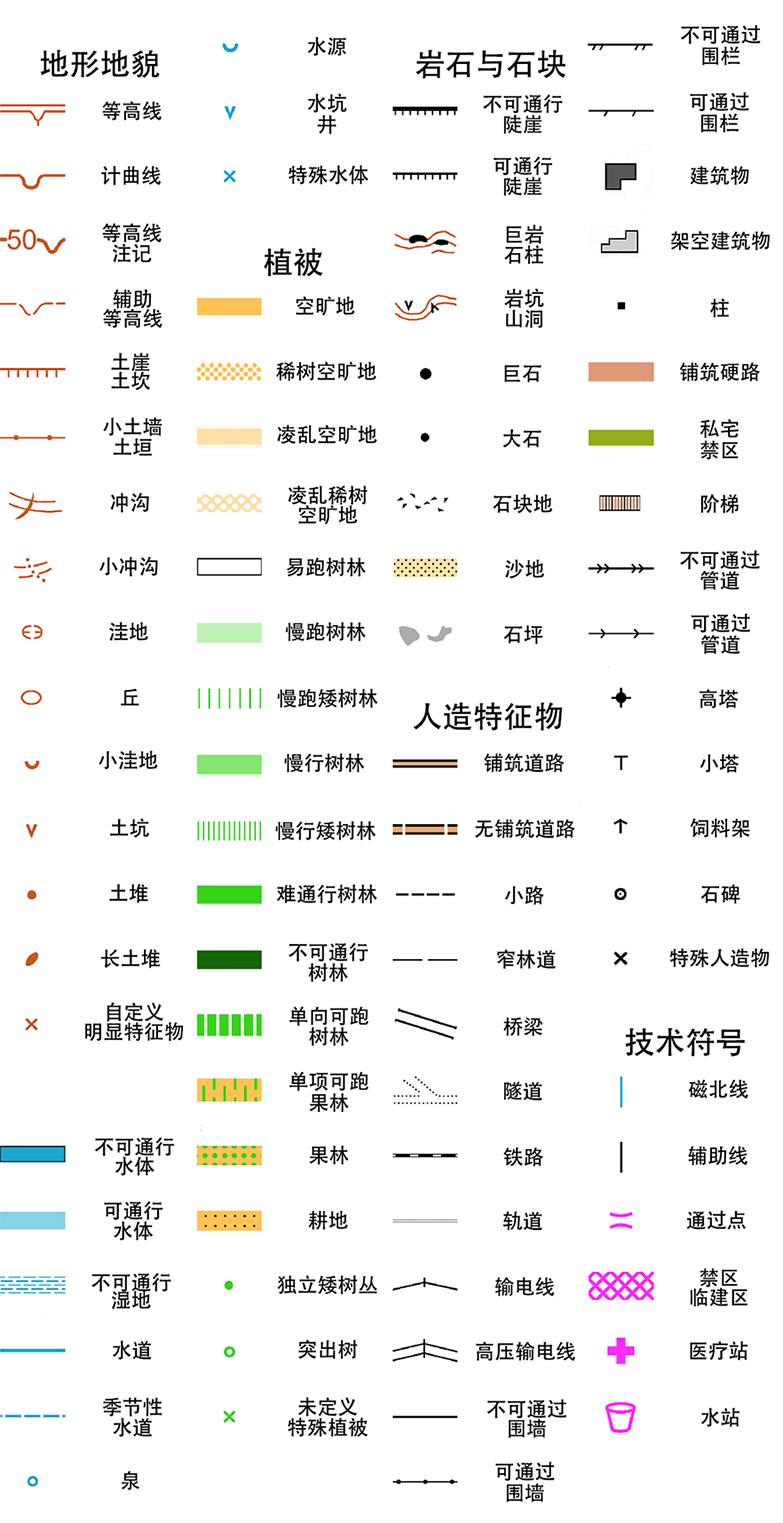 地形地貌
等高线
计曲线
50
等高线
注记
辅助
等高线
土崖
土坎
小土墙
土垣
冲沟
小冲沟
洼地
丘
小洼地
土坑
土堆
长土堆
自定义
明显特征物
不可通行
水体
可通行
水体
不可通行
湿地
水道
季节性
水道
泉
水源
水坑
井
特殊水体
植被
空旷地
稀树空旷地
凌乱空旷地
凌乱稀树
空旷地
易跑树林
慢跑树林
慢跑矮树林
慢行树林
慢行矮树林
难通行树林
不可通行
树林
单向可跑
树林
单项可跑
果林
果林
耕地
独立矮树丛
突出树
未定义
特殊植被
岩石与石块
不可通行
陡崖
可通行
陡崖
巨岩
石柱
岩坑
山洞
巨石
大石
石块地
沙地
石坪
人造特征物
铺筑道路
无铺筑道路
小路
窄林道
桥梁
隧道
铁路
轨道
输电线
高压输电线
不可通过
围墙
可通过
围墙
不可通过
围栏
可通过
围栏
建筑物
架空建筑物
柱
铺筑硬路
私宅
禁区
阶梯
不可通过
管道
可通过
管道
高塔
小塔
饲料架
石碑
特殊人造物
技术符号
磁北线
辅助线
通过点
禁区
临建区
医疗站
水站